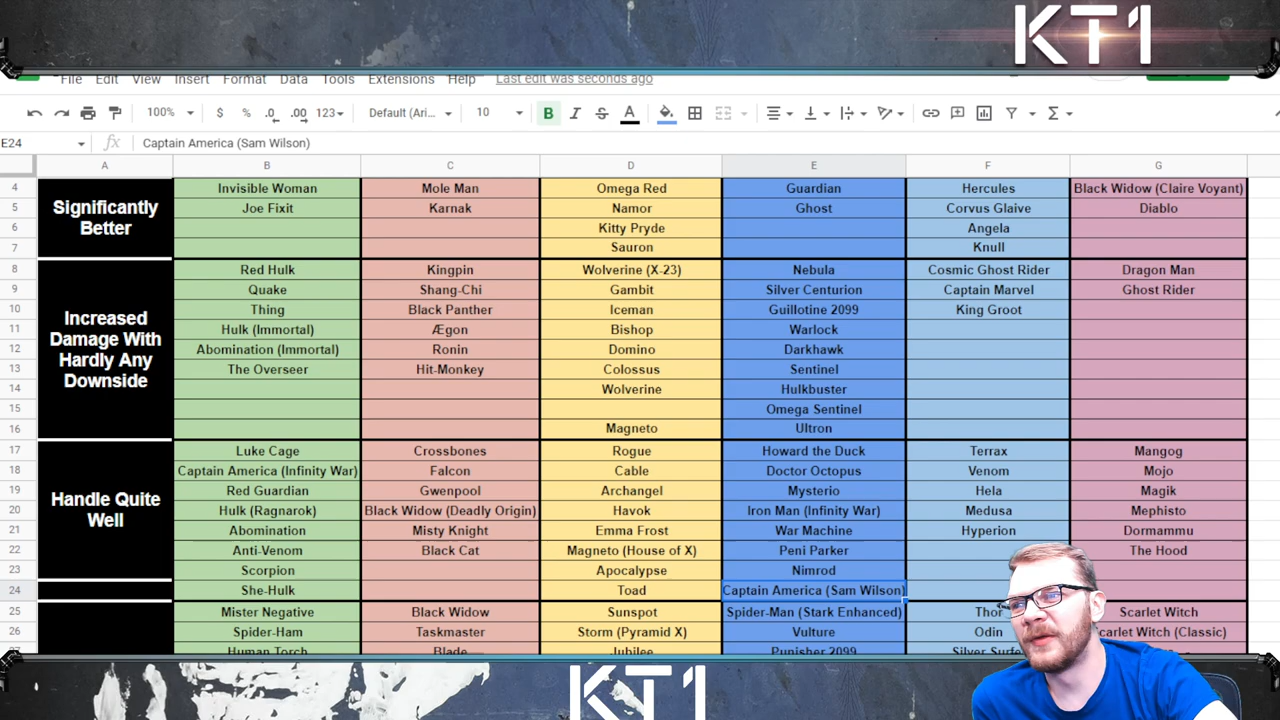 KT1
File Edit View Insert Format Data Tools Extensions Help Last edit was seconds ago
100% $ % .0 .00 123 Default (Ari... 10 B I S A
E24 fx Captain America (Sam Wilson)
A B C D E F G
4 Invisible Woman Mole Man Omega Red Guardian Hercules Black Widow (Claire Voyant)
Significantly
Better
5 Joe Fixit Karnak Namor Ghost Corvus Glaive Diablo
6 Kitty Pryde Angela
7 Sauron Knull
Increased
Damage With
Hardly Any
Downside
8 Red Hulk Kingpin Wolverine (X-23) Nebula Cosmic Ghost Rider Dragon Man
9 Quake Shang-Chi Gambit Silver Centurion Captain Marvel Ghost Rider
10 Thing Black Panther Iceman Guillotine 2099 King Groot
11 Hulk (Immortal) Ægon Bishop Warlock
12 Abomination (Immortal) Ronin Domino Darkhawk
13 The Overseer Hit-Monkey Colossus Sentinel
14 Wolverine Hulkbuster
15 Omega Sentinel
16 Magneto Ultron
Handle Quite
Well
17 Luke Cage Crossbones Rogue Howard the Duck Terrax Mangog
18 Captain America (Infinity War) Falcon Cable Doctor Octopus Venom Mojo
19 Red Guardian Gwenpool Archangel Mysterio Hela Magik
20 Hulk (Ragnarok) Black Widow (Deadly Origin) Havok Iron Man (Infinity War) Medusa Mephisto
21 Abomination Misty Knight Emma Frost War Machine Hyperion Dormammu
22 Anti-Venom Black Cat Magneto (House of X) Peni Parker The Hood
23 Scorpion Apocalypse Nimrod
24 She-Hulk Toad Captain America (Sam Wilson)
25 Mister Negative Black Widow Sunspot Spider-Man (Stark Enhanced) Thor Scarlet Witch
26 Spider-Ham Taskmaster Storm (Pyramid X) Vulture Odin Scarlet Witch (Classic)
Human Torch Blade Jubilee Punisher 2099 Silver
KT1